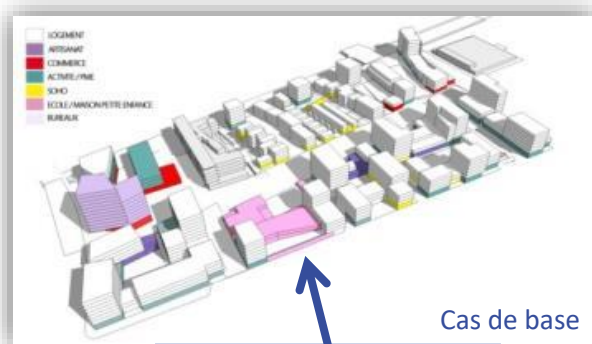 LOGEMENT
ARTISANAT
COMMERCE
ACTIVITE / PME
SOHO
ECOLE / MAISON PETITE ENFANCE
BUREAUX
Cas de base